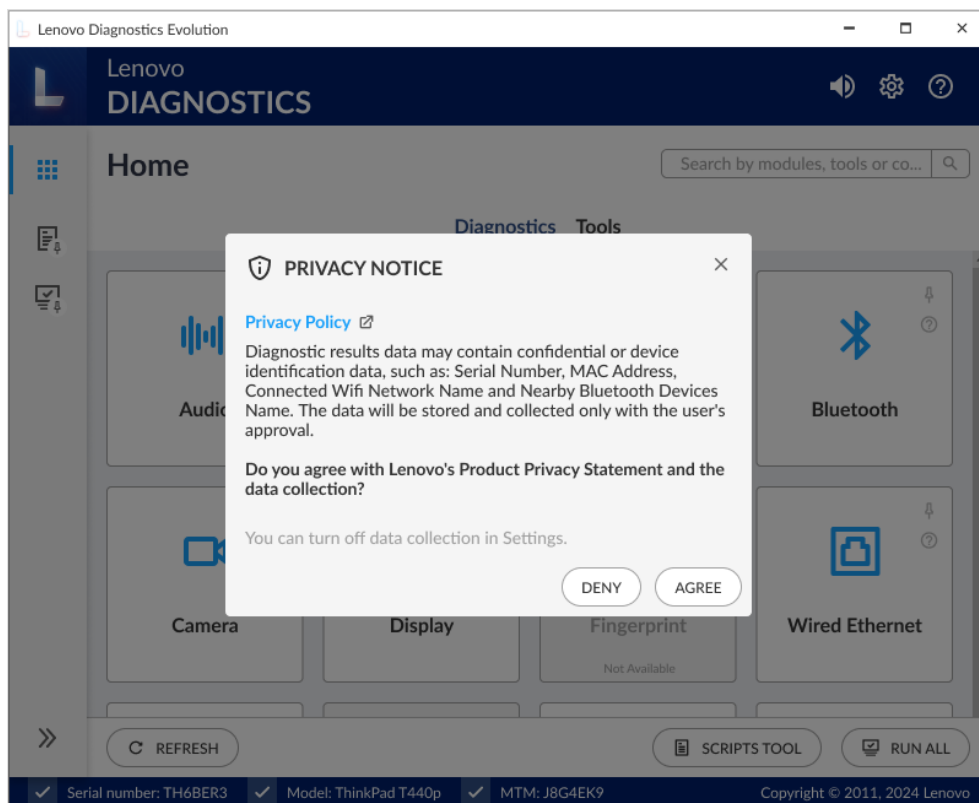 Lenovo Diagnostics Evolution
Lenovo
DIAGNOSTICS
Home
Search by modules, tools or co...
Diagnostics Tools
PRIVACY NOTICE
Privacy Policy
Diagnostic results data may contain confidential or device
identification data, such as: Serial Number, MAC Address,
Connected Wifi Network Name and Nearby Bluetooth Devices
Name. The data will be stored and collected only with the user's
approval.
Do you agree with Lenovo's Product Privacy Statement and the
data collection?
You can turn off data collection in Settings.
DENY AGREE
Audio
Bluetooth
Camera
Display
Fingerprint
Not Available
Wired Ethernet
REFRESH
SCRIPTS TOOL
RUN ALL
Serial number: TH6BER3
Model: ThinkPad T440p
MTM: J8G4EK9
Copyright © 2011, 2024 Lenovo